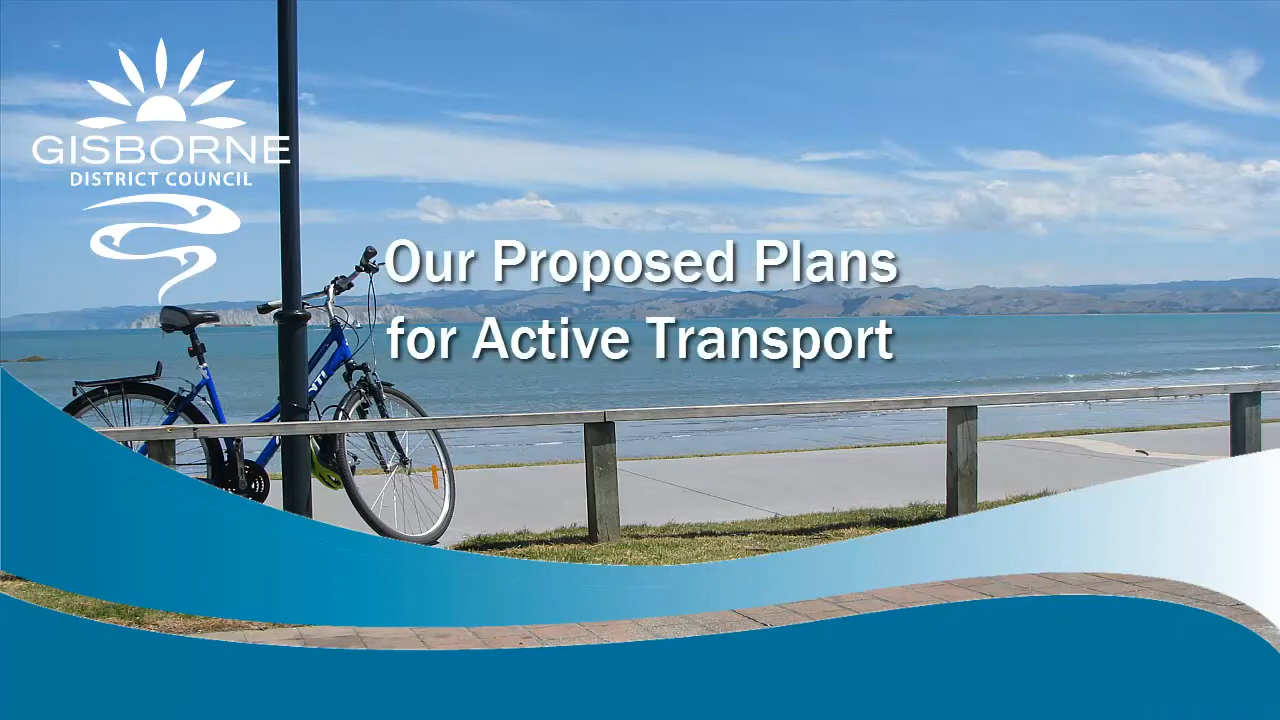 GISBORNE
DISTRICT COUNCIL
Our Proposed Plans
for Active Transport